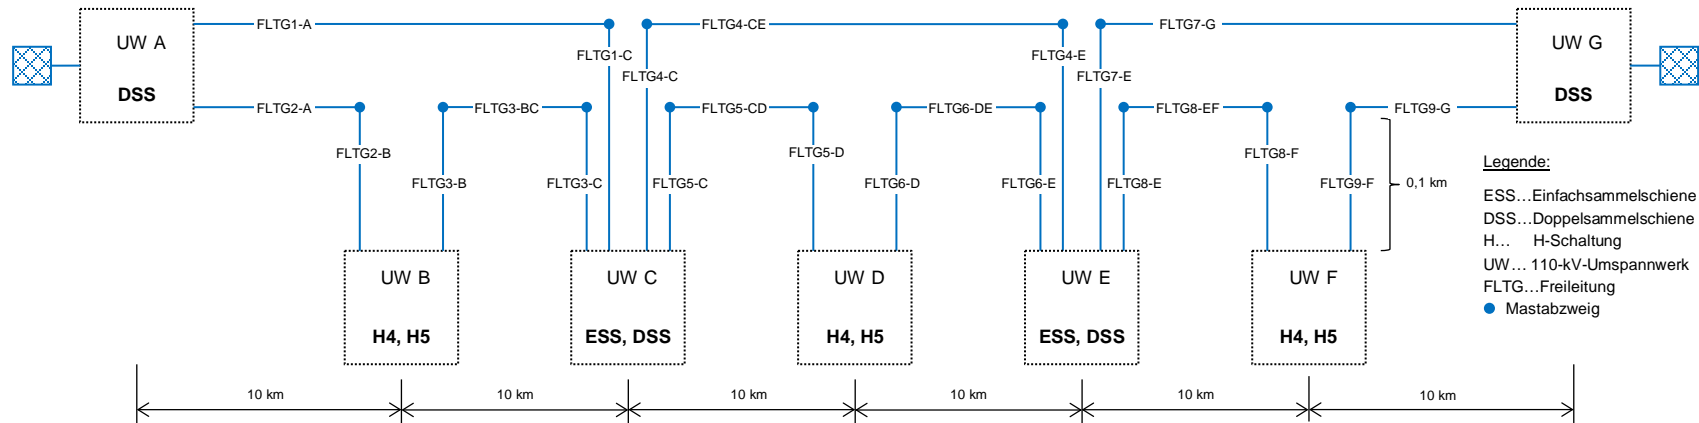 FLTG1-A
FLTG4-CE
FLTG7-G
UW A
UW G
FLTG1-C
FLTG4-E
FLTG4-C
FLTG7-E
DSS
DSS
FLTG2-A
FLTG3-BC
FLTG5-CD
FLTG6-DE
FLTG8-EF
FLTG9-G
FLTG2-B
FLTG5-D
FLTG8-F
FLTG3-B
FLTG3-C
FLTG5-C
FLTG6-D
FLTG6-E
FLTG8-E
FLTG9-F
0,1 km
Legende:
ESS...Einfachsammelschiene
DSS...Doppelsammelschiene
H... H-Schaltung
UW... 110-kV-Umspannwerk
FLTG...Freileitung
Mastabzweig
UW B
UW C
UW D
UW E
UW F
H4, H5
ESS, DSS
H4, H5
ESS, DSS
H4, H5
10 km
10 km
10 km
10 km
10 km
10 km